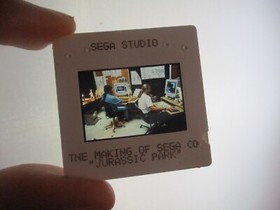 SEGA STUDIO
THE MAKING OF SEGA CD
"JURASSIC PARK"